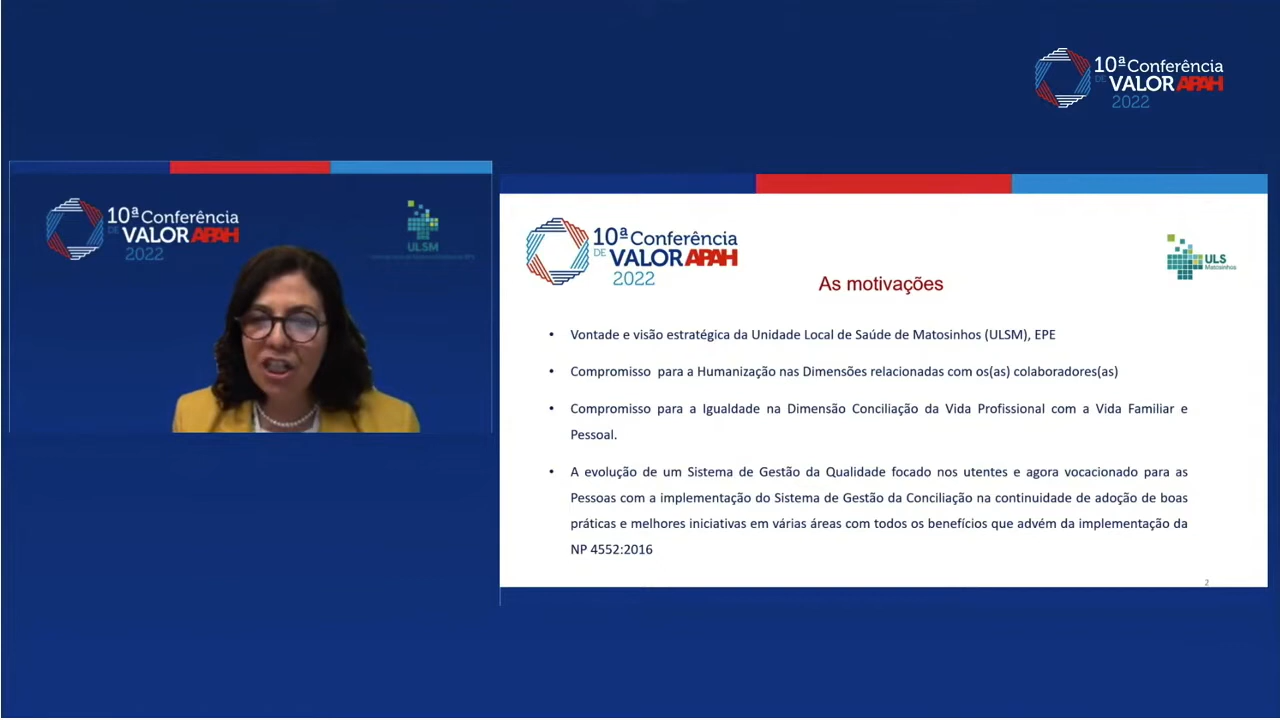 10ª Conferência
DE VALOR APAH
2022
10ª Conferência
DE VALOR APAH
2022
ULSM
10ª Conferência
DE VALOR APAH
2022
ULS
Matosinhos
As motivações
• Vontade e visão estratégica da Unidade Local de Saúde de Matosinhos (ULSM), EPE
• Compromisso para a Humanização nas Dimensões relacionadas com os(as) colaboradores(as)
• Compromisso para a Igualdade na Dimensão Conciliação da Vida Profissional com a Vida Familiar e
Pessoal.
• A evolução de um Sistema de Gestão da Qualidade focado nos utentes e agora vocacionado para as
Pessoas com a implementação do Sistema de Gestão da Conciliação na continuidade de adoção de boas
práticas e melhores iniciativas em várias áreas com todos os benefícios que advém da implementação da
NP 4552:2016
2